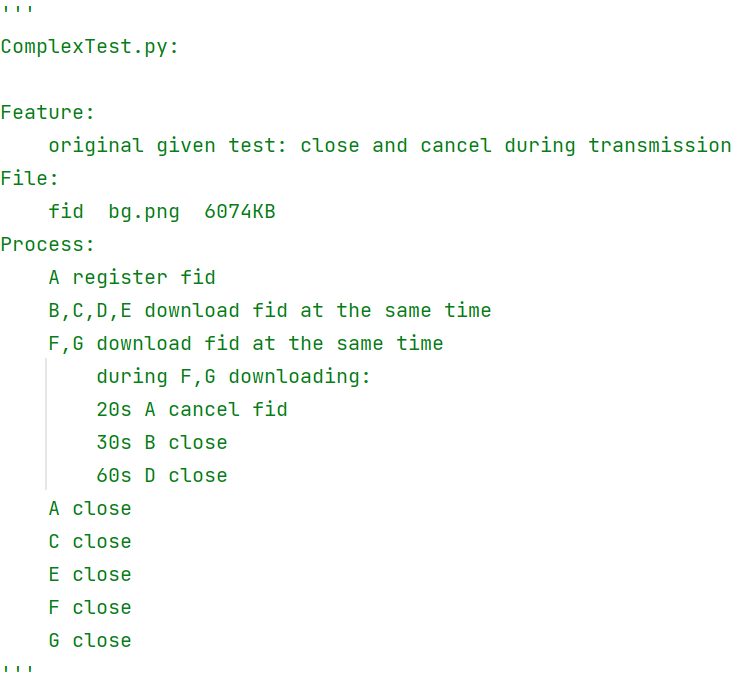 '''
ComplexTest.py:
Feature:
original given test: close and cancel during transmission
File:
fid  bg.png  6074KB
Process:
A register fid
B,C,D,E download fid at the same time
F,G download fid at the same time
during F,G downloading:
20s A cancel fid
30s B close
60s D close
A close
C close
E close
F close
G close
'''